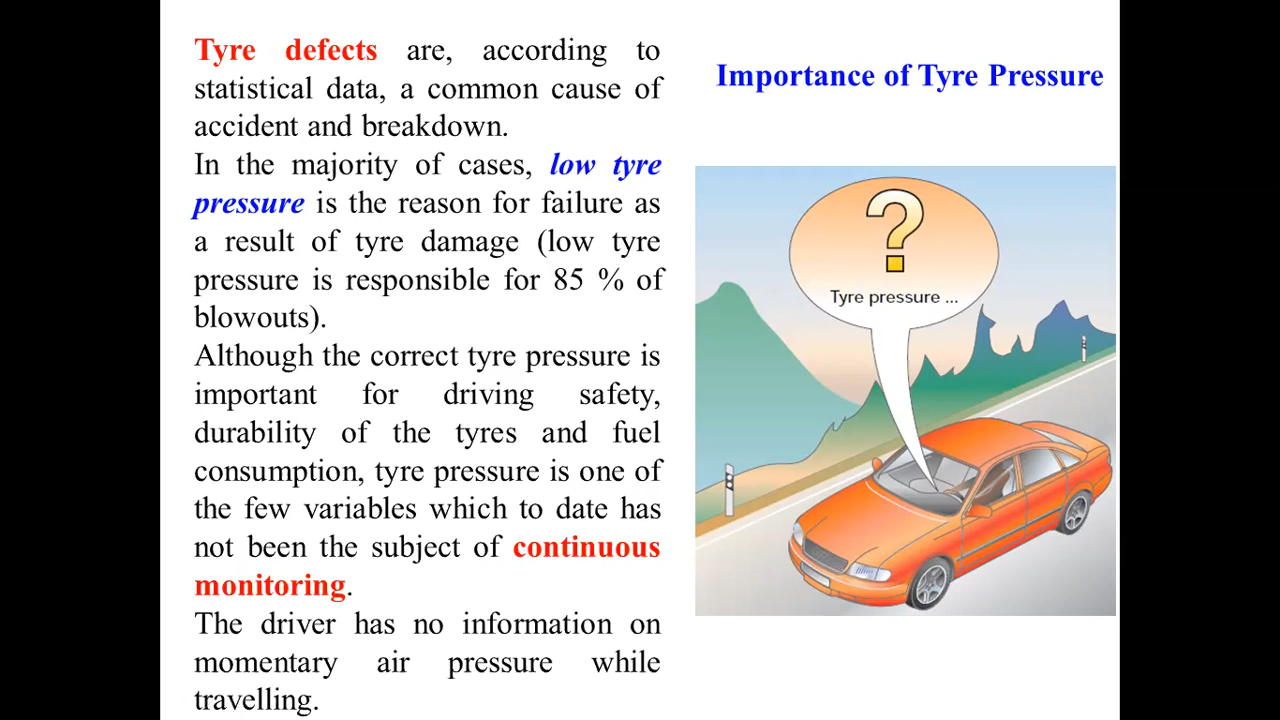 Tyre defects are, according to
statistical data, a common cause of
accident and breakdown.
In the majority of cases, low tyre
pressure is the reason for failure as
a result of tyre damage (low tyre
pressure is responsible for 85 % of
blowouts).
Although the correct tyre pressure is
important for driving safety,
durability of the tyres and fuel
consumption, tyre pressure is one of
the few variables which to date has
not been the subject of continuous
monitoring.
The driver has no information on
momentary air pressure while
travelling.
Importance of Tyre Pressure
?
Tyre pressure ...